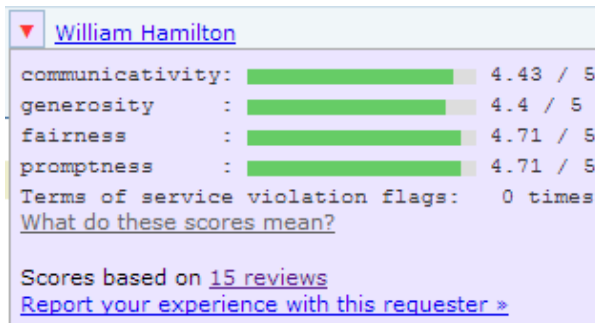 William Hamilton
communicativity: 4.43 / 5
generosity : 4.4 / 5
fairness : 4.71 / 5
promptness : 4.71 / 5
Terms of service violation flags: 0 times
What do these scores mean?
Scores based on 15 reviews
Report your experience with this requester »